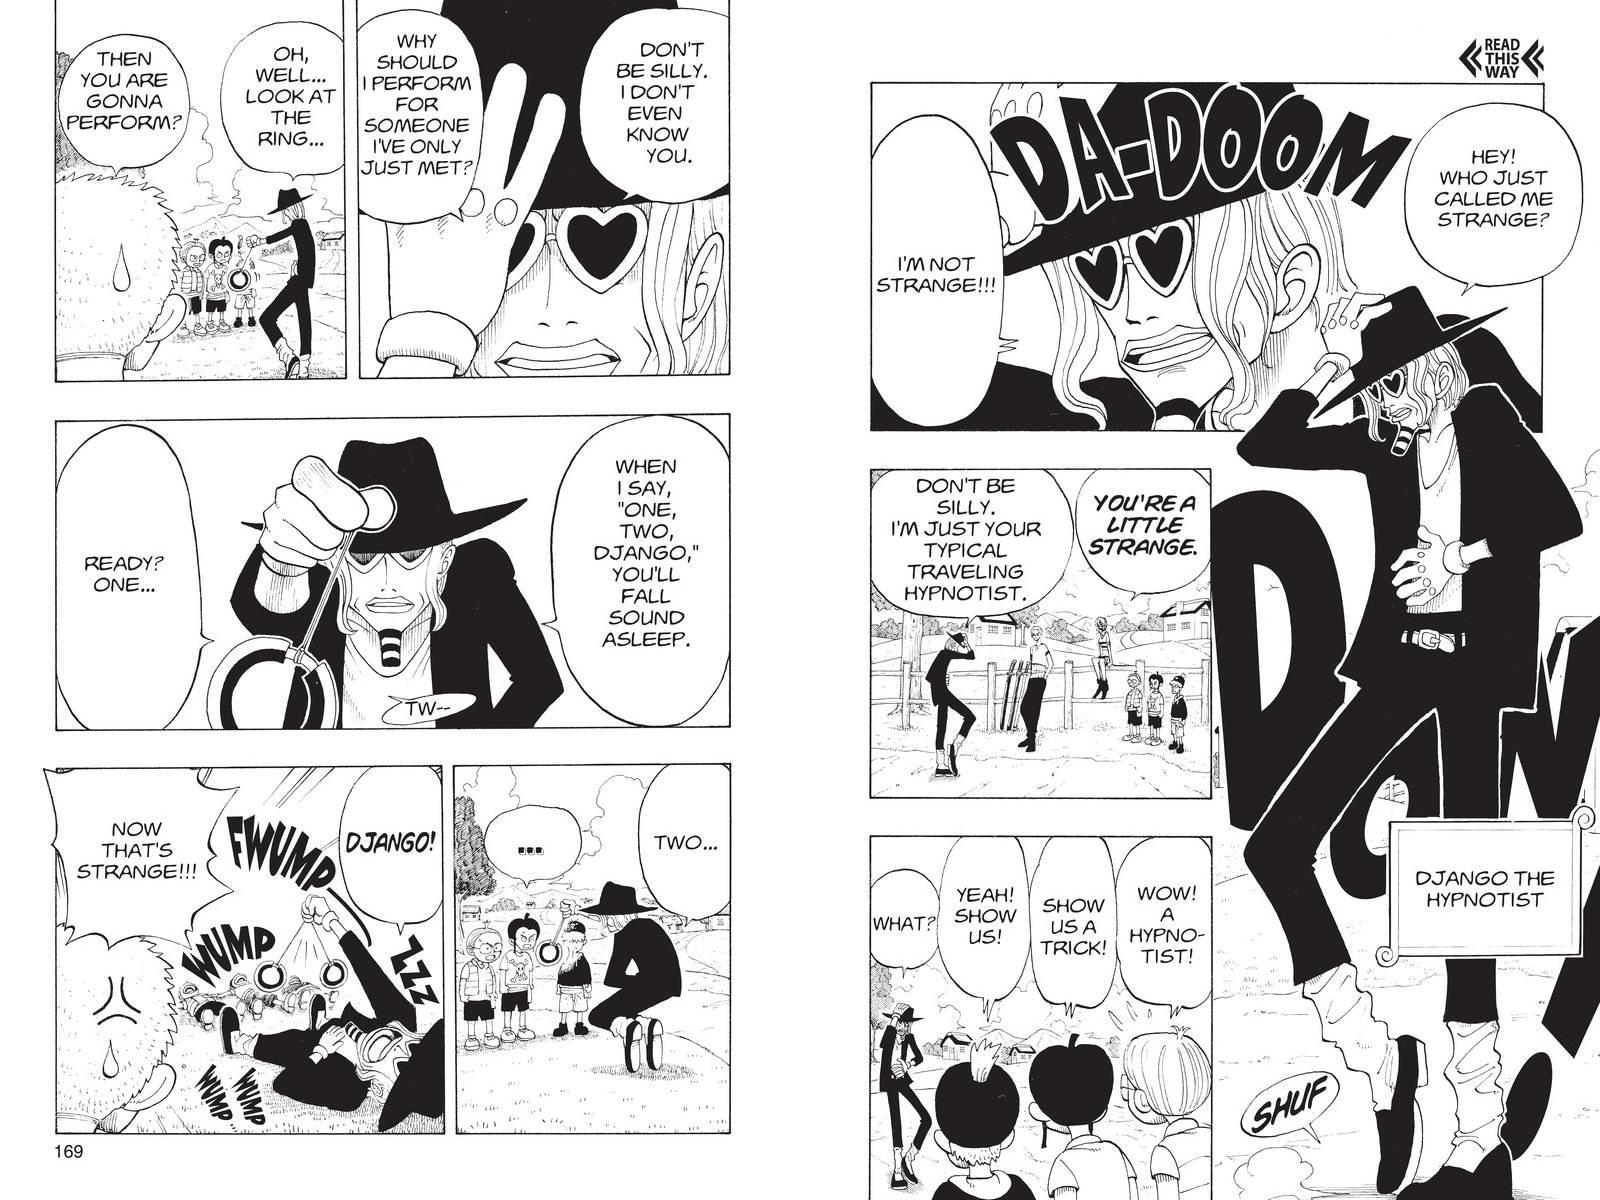 READ
THIS
WAY
HEY!
WHO JUST
CALLED ME
STRANGE?
DA-DOOM
I'M NOT
STRANGE!!!
DON
SHUF
DJANGO THE
HYPNOTIST
YOU'RE A
LITTLE
STRANGE.
DON'T BE
SILLY.
I'M JUST YOUR
TYPICAL
TRAVELING
HYPNOTIST.
WOW!
A
HYPNO-
TIST!
SHOW
US A
TRICK!
YEAH!
SHOW
US!
WHAT?
DON'T
BE SILLY.
I DON'T
EVEN
KNOW
YOU.
WHY
SHOULD
I PERFORM
FOR
SOMEONE
I'VE ONLY
JUST MET?
OH,
WELL...
LOOK AT
THE
RING...
THEN
YOU ARE
GONNA
PERFORM?
WHEN
I SAY,
"ONE,
TWO,
DJANGO,"
YOU'LL
FALL
SOUND
ASLEEP.
READY?
ONE...
TW--
TWO...
...
DJANGO!
FWUMP
ZZZ
WUMP
WUMP
WUMP
NOW
THAT'S
STRANGE!!!
169